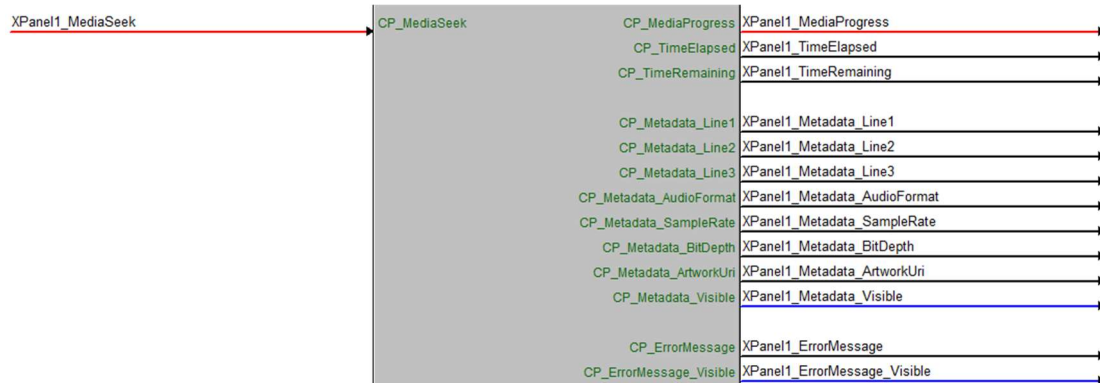 XPanel1_MediaSeek CP_MediaSeek CP_MediaProgress XPanel1_MediaProgress
CP_TimeElapsed XPanel1_TimeElapsed
CP_TimeRemaining XPanel1_TimeRemaining
CP_Metadata_Line1 XPanel1_Metadata_Line1
CP_Metadata_Line2 XPanel1_Metadata_Line2
CP_Metadata_Line3 XPanel1_Metadata_Line3
CP_Metadata_AudioFormat XPanel1_Metadata_AudioFormat
CP_Metadata_SampleRate XPanel1_Metadata_SampleRate
CP_Metadata_BitDepth XPanel1_Metadata_BitDepth
CP_Metadata_ArtworkUri XPanel1_Metadata_ArtworkUri
CP_Metadata_Visible XPanel1_Metadata_Visible
CP_ErrorMessage XPanel1_ErrorMessage
CP_ErrorMessage_Visible XPanel1_ErrorMessage_Visible